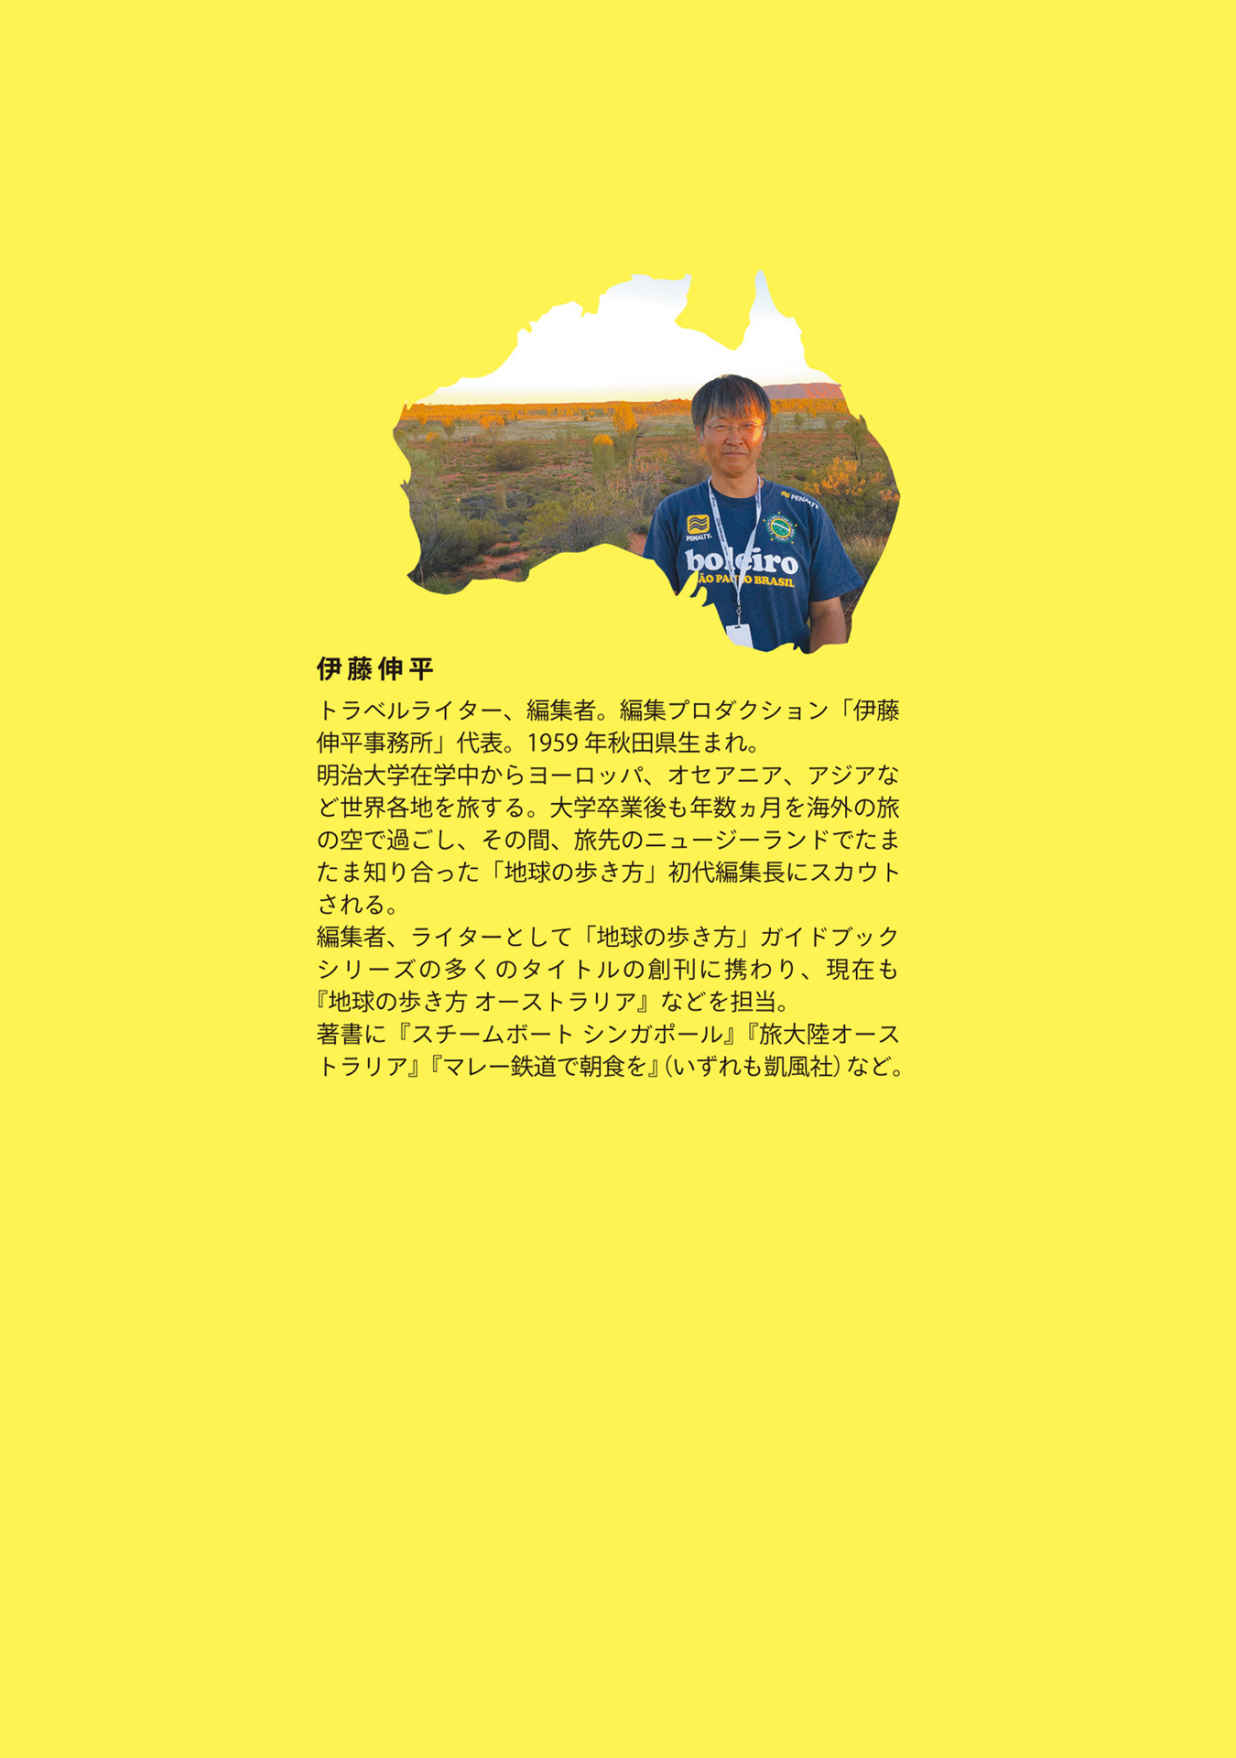 PENALTY
PENALTY.
boleiro
伊藤伸平
トラベルライター、編集者。編集プロダクション「伊藤
伸平事務所」代表。1959 年秋田県生まれ。
明治大学在学中からヨーロッパ、オセアニア、アジアな
ど世界各地を旅する。大学卒業後も年数ヵ月を海外の旅
の空で過ごし、その間、旅先のニュージーランドでたま
たま知り合った「地球の歩き方」初代編集長にスカウト
される。
編集者、ライターとして「地球の歩き方」ガイドブック
シリーズの多くのタイトルの創刊に携わり、現在も
『地球の歩き方 オーストラリア』などを担当。
著書に『スチームボート シンガポール』『旅大陸オース
トラリア』『マレー鉄道で朝食を』（いずれも凱風社）など。